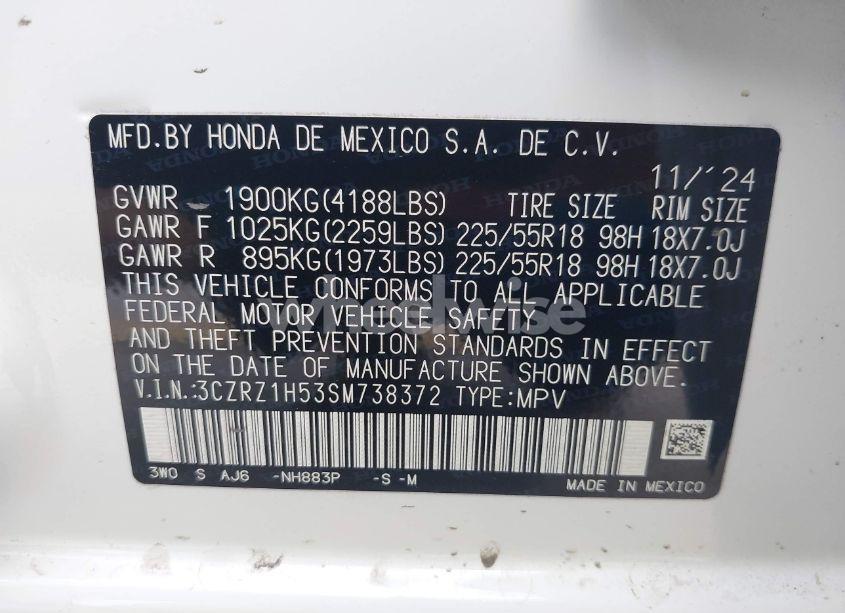 MFD.BY HONDA DE MEXICO S.A. DE C.V.
11/'24
GVWR 1900KG(4188LBS) TIRE SIZE RIM SIZE
GAWR F 1025KG(2259LBS) 225/55R18 98H 18X7.0J
GAWR R 895KG(1973LBS) 225/55R18 98H 18X7.0J
THIS VEHICLE CONFORMS TO ALL APPLICABLE
FEDERAL MOTOR VEHICLE SAFETY
AND THEFT PREVENTION STANDARDS IN EFFECT
ON THE DATE OF MANUFACTURE SHOWN ABOVE.
V.I.N.:3CZRZ1H53SM738372 TYPE:MPV
3W0 S AJ6 -NH883P -S -M
MADE IN MEXICO
wheelwise